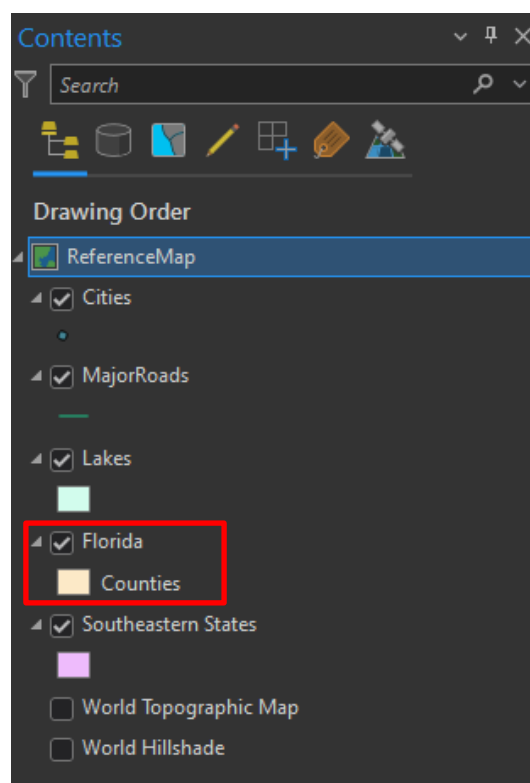 Contents
Search
Drawing Order
ReferenceMap
Cities
MajorRoads
Lakes
Florida
Counties
Southeastern States
World Topographic Map
World Hillshade